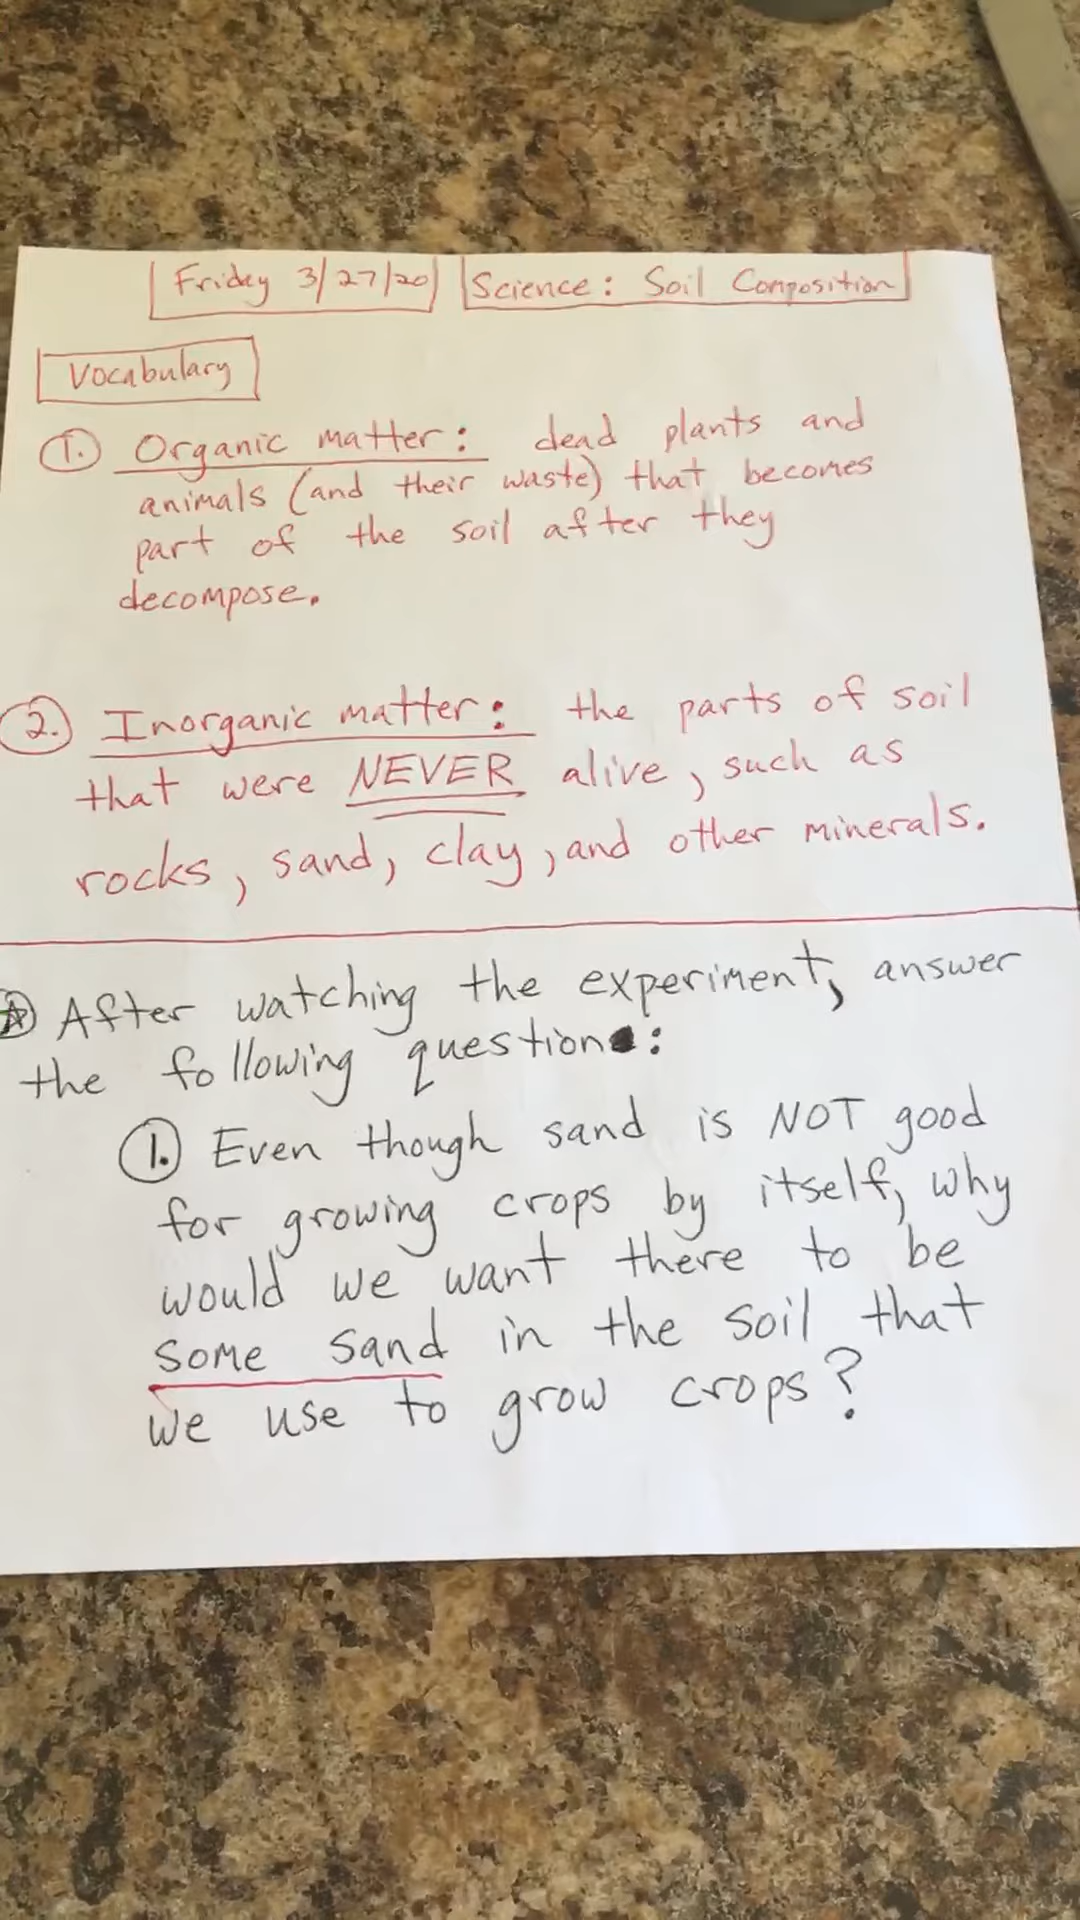 Friday 3/27/20 Science: Soil Composition
Vocabulary
1. Organic matter: dead plants and
animals (and their waste) that becomes
part of the soil after they
decompose.
2. Inorganic matter: the parts of soil
that were NEVER alive, such as
rocks, sand, clay, and other minerals.
After watching the experiment, answer
the following question:
1. Even though sand is NOT good
for growing crops by itself, why
would we want there to be
some sand in the soil that
we use to grow crops?